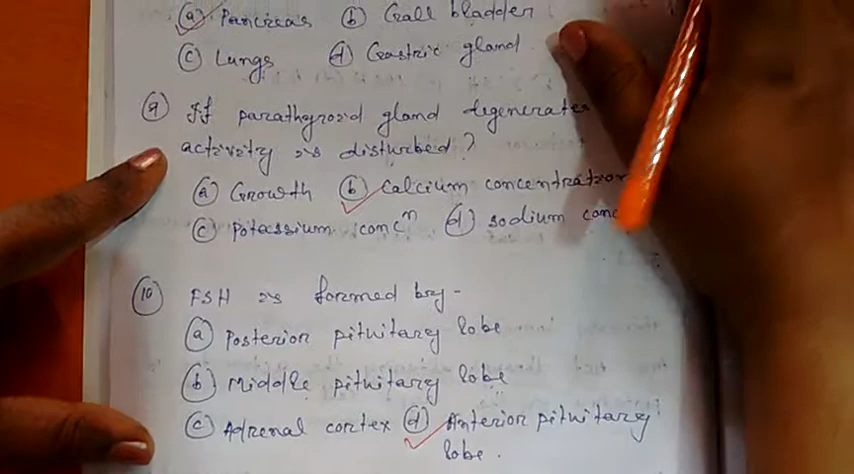 (a) Pancreas (b) Gall bladder
(c) Lungs (d) Gastric gland
(9) If parathyroid gland degenerates
activity is disturbed?
(a) Growth (b) Calcium concentration
(c) Potassium concⁿ (d) sodium conc
(10) FSH is formed by -
(a) Posterior pituitary lobe
(b) Middle pituitary lobe
(c) Adrenal cortex (d) Anterior pituitary
lobe.